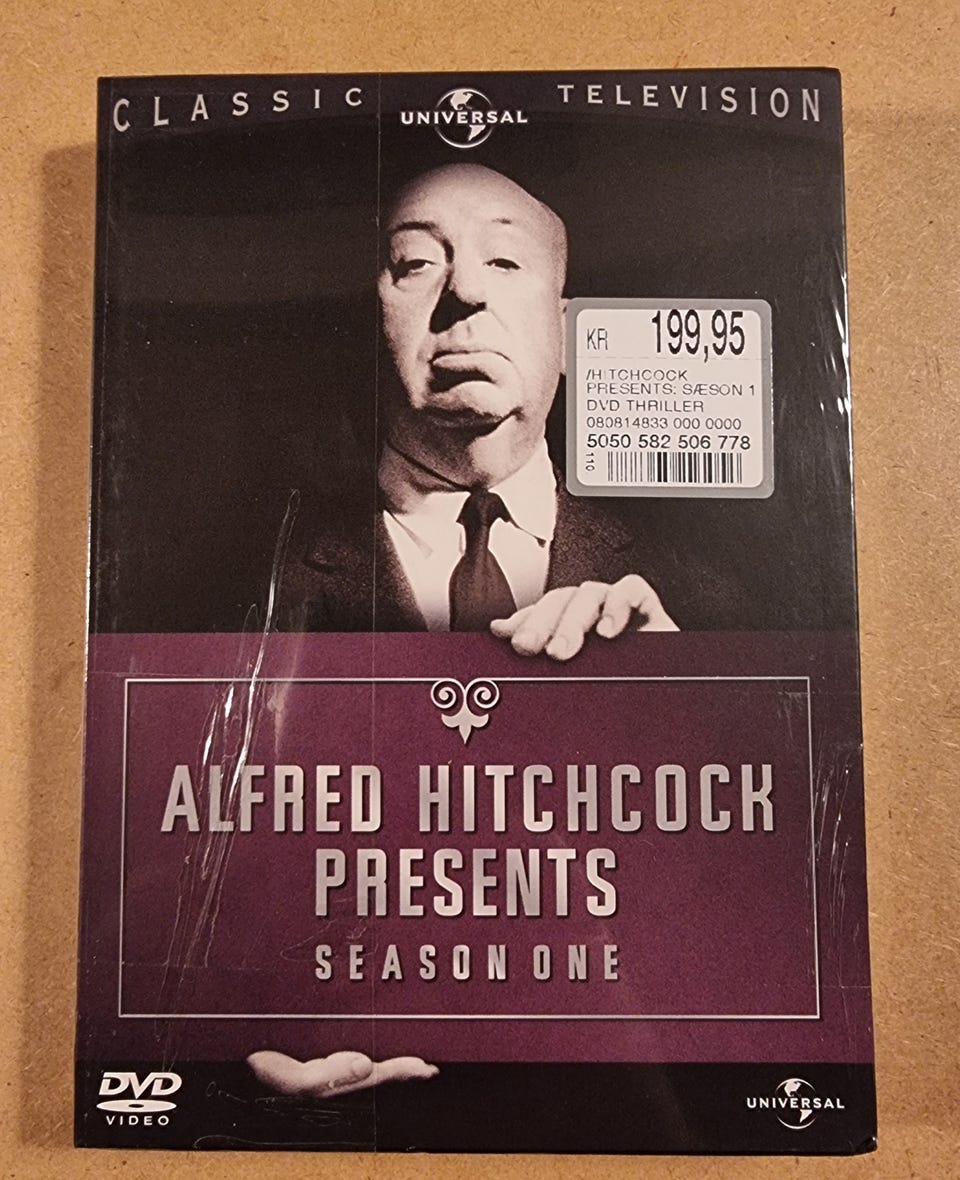 CLASSIC UNIVERSAL TELEVISION
KR 199,95
/HITCHCOCK
PRESENTS: SÆSON 1
DVD THRILLER
080814833 000 0000
5050 582 506 778
110
ALFRED HITCHCOCK
PRESENTS
SEASON ONE
DVD
VIDEO
UNIVERSAL